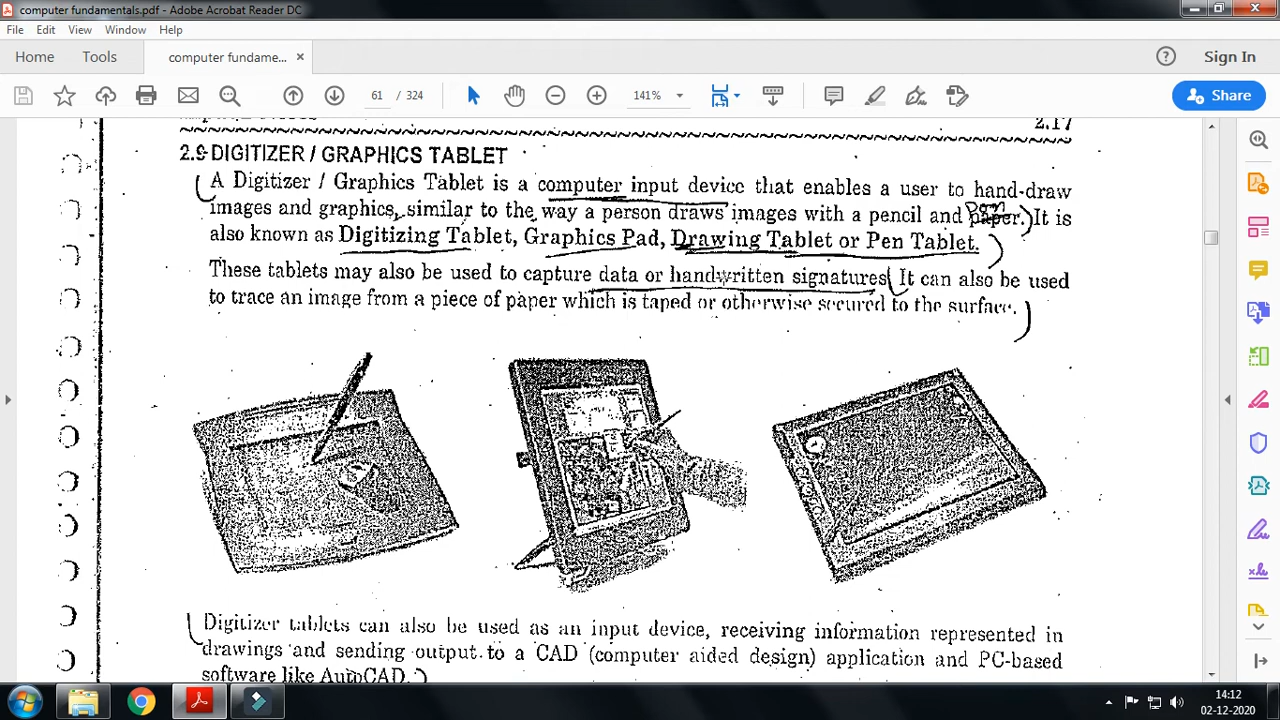 computer fundamentals.pdf - Adobe Acrobat Reader DC
File Edit View Window Help
Home Tools computer fundame... × Sign In
61 / 324 141% Share
2.17
2.9 DIGITIZER / GRAPHICS TABLET
A Digitizer / Graphics Tablet is a computer input device that enables a user to hand-draw
images and graphics, similar to the way a person draws images with a pencil and paper. It is
also known as Digitizing Tablet, Graphics Pad, Drawing Tablet or Pen Tablet.
These tablets may also be used to capture data or handwritten signatures. It can also be used
to trace an image from a piece of paper which is taped or otherwise secured to the surface.
Digitizer tablets can also be used as an input device, receiving information represented in
drawings and sending output to a CAD (computer aided design) application and PC-based
software like AutoCAD.
14:12
02-12-2020